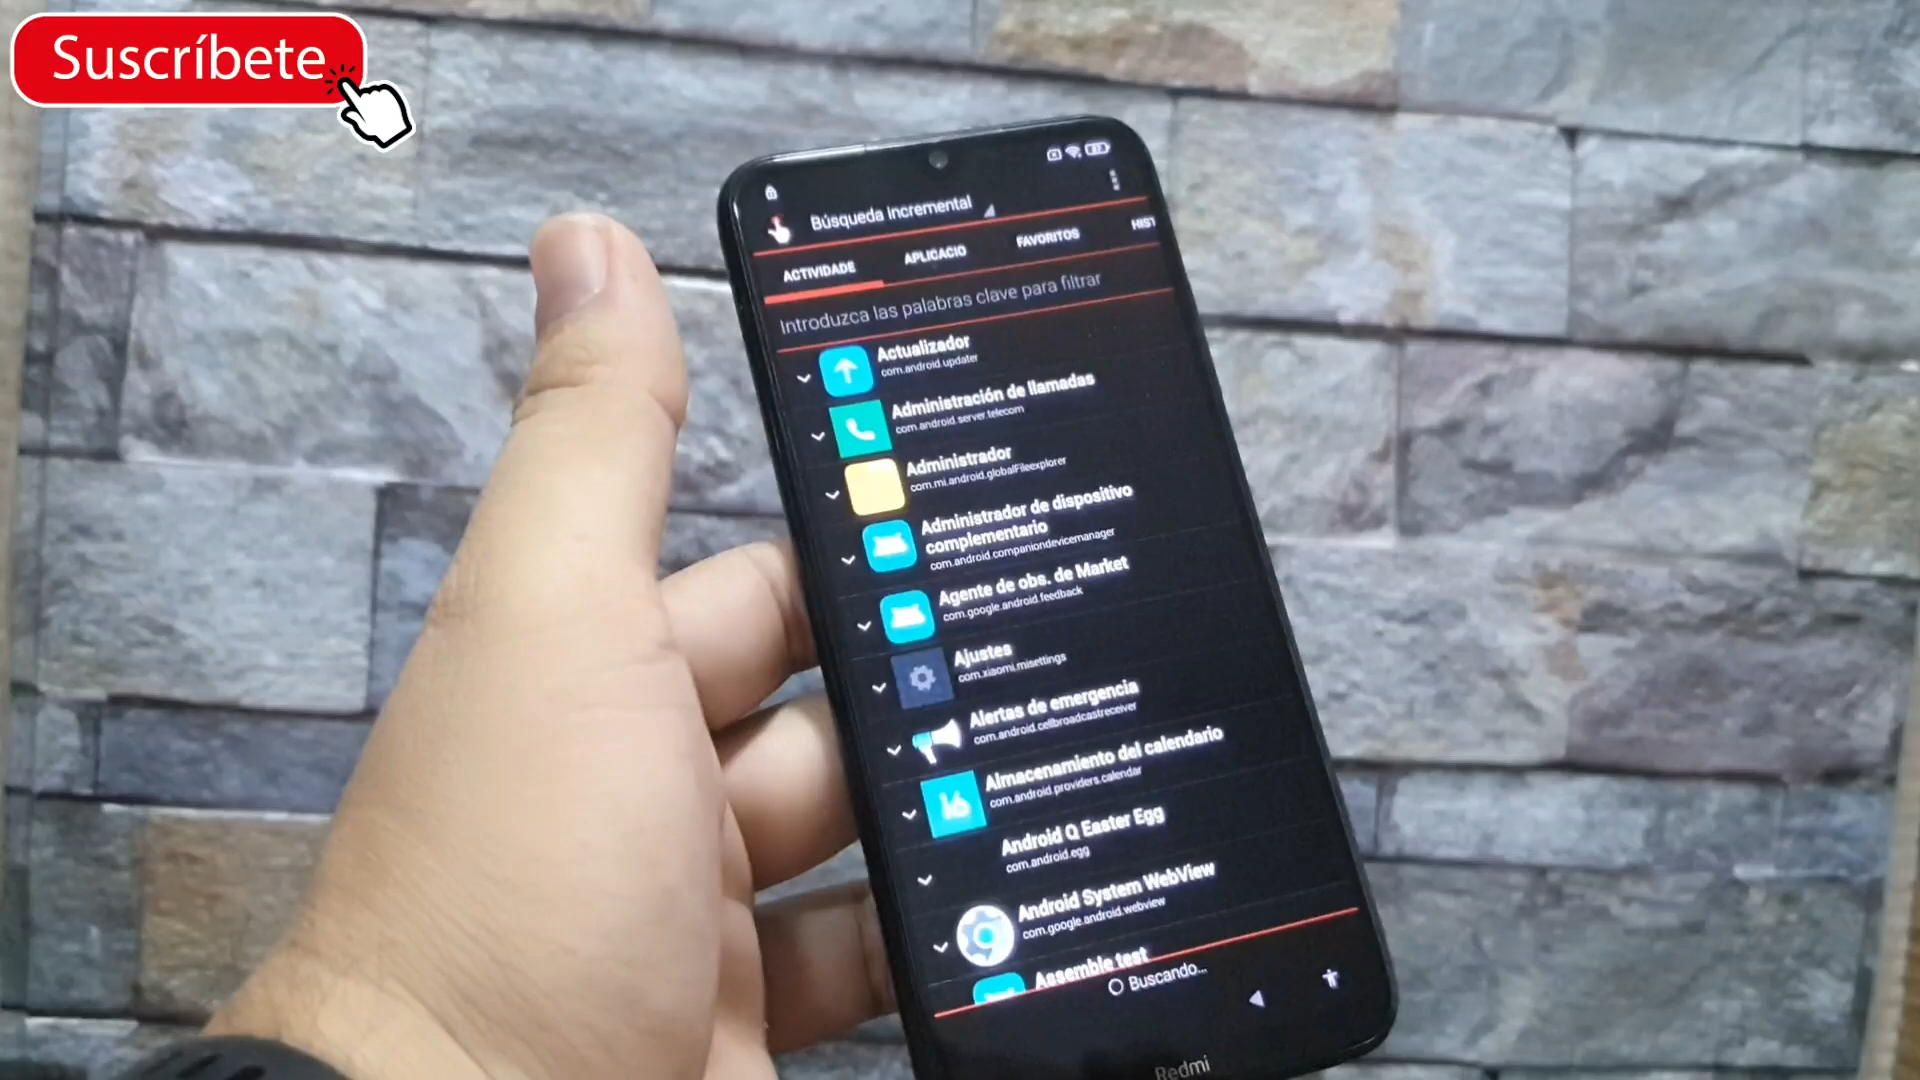 Suscríbete
Búsqueda incremental
ACTIVIDADE
APLICACIO
FAVORITOS
HIST
Introduzca las palabras clave para filtrar
Actualizador
com.android.updater
Administración de llamadas
com.android.server.telecom
Administrador
com.mi.android.globalFileexplorer
Administrador de dispositivo
complementario
com.android.companiondevicemanager
Agente de obs. de Market
com.google.android.feedback
Ajustes
com.xiaomi.misettings
Alertas de emergencia
com.android.cellbroadcastreceiver
Almacenamiento del calendario
com.android.providers.calendar
16
Android Q Easter Egg
com.android.egg
Android System WebView
com.google.android.webview
Assemble test
Buscando...
Redmi